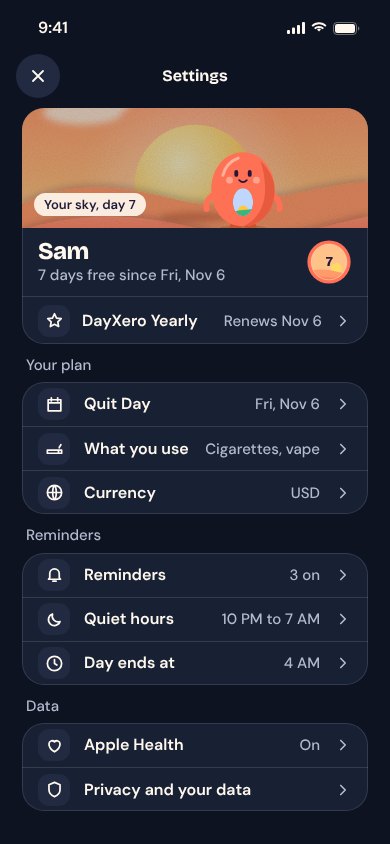 9:41
Settings
Your sky, day 7
Sam
7 days free since Fri, Nov 6
7
DayXero Yearly Renews Nov 6
Your plan
Quit Day Fri, Nov 6
What you use Cigarettes, vape
Currency USD
Reminders
Reminders 3 on
Quiet hours 10 PM to 7 AM
Day ends at 4 AM
Data
Apple Health On
Privacy and your data